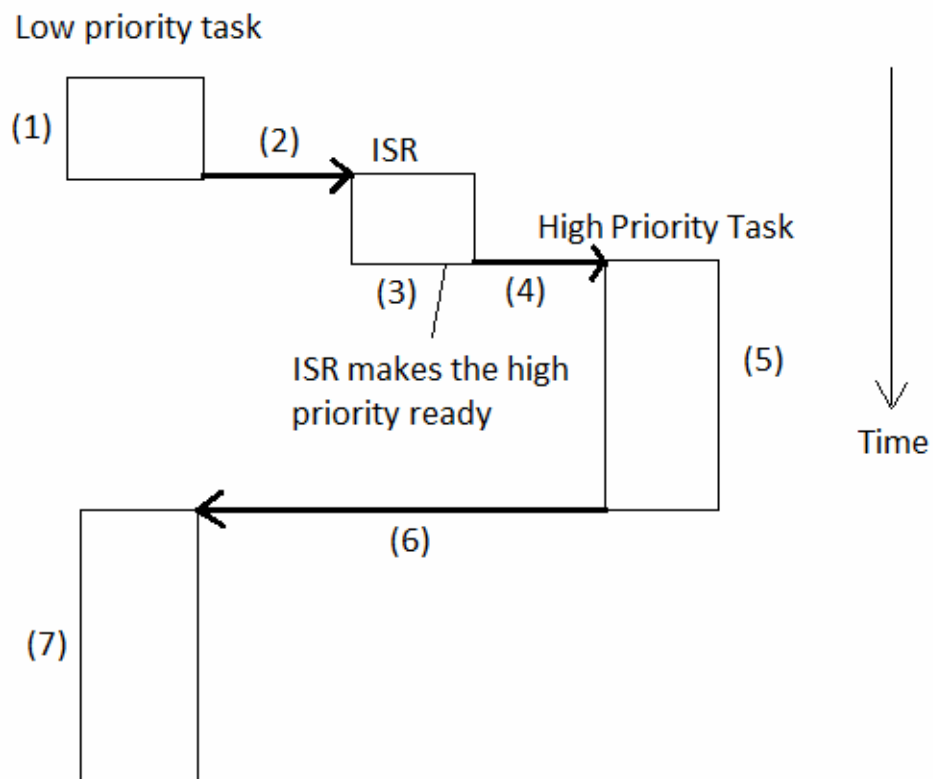 Low priority task
(1)
(2)
ISR
High Priority Task
(3)
(4)
ISR makes the high
priority ready
(5)
Time
(6)
(7)